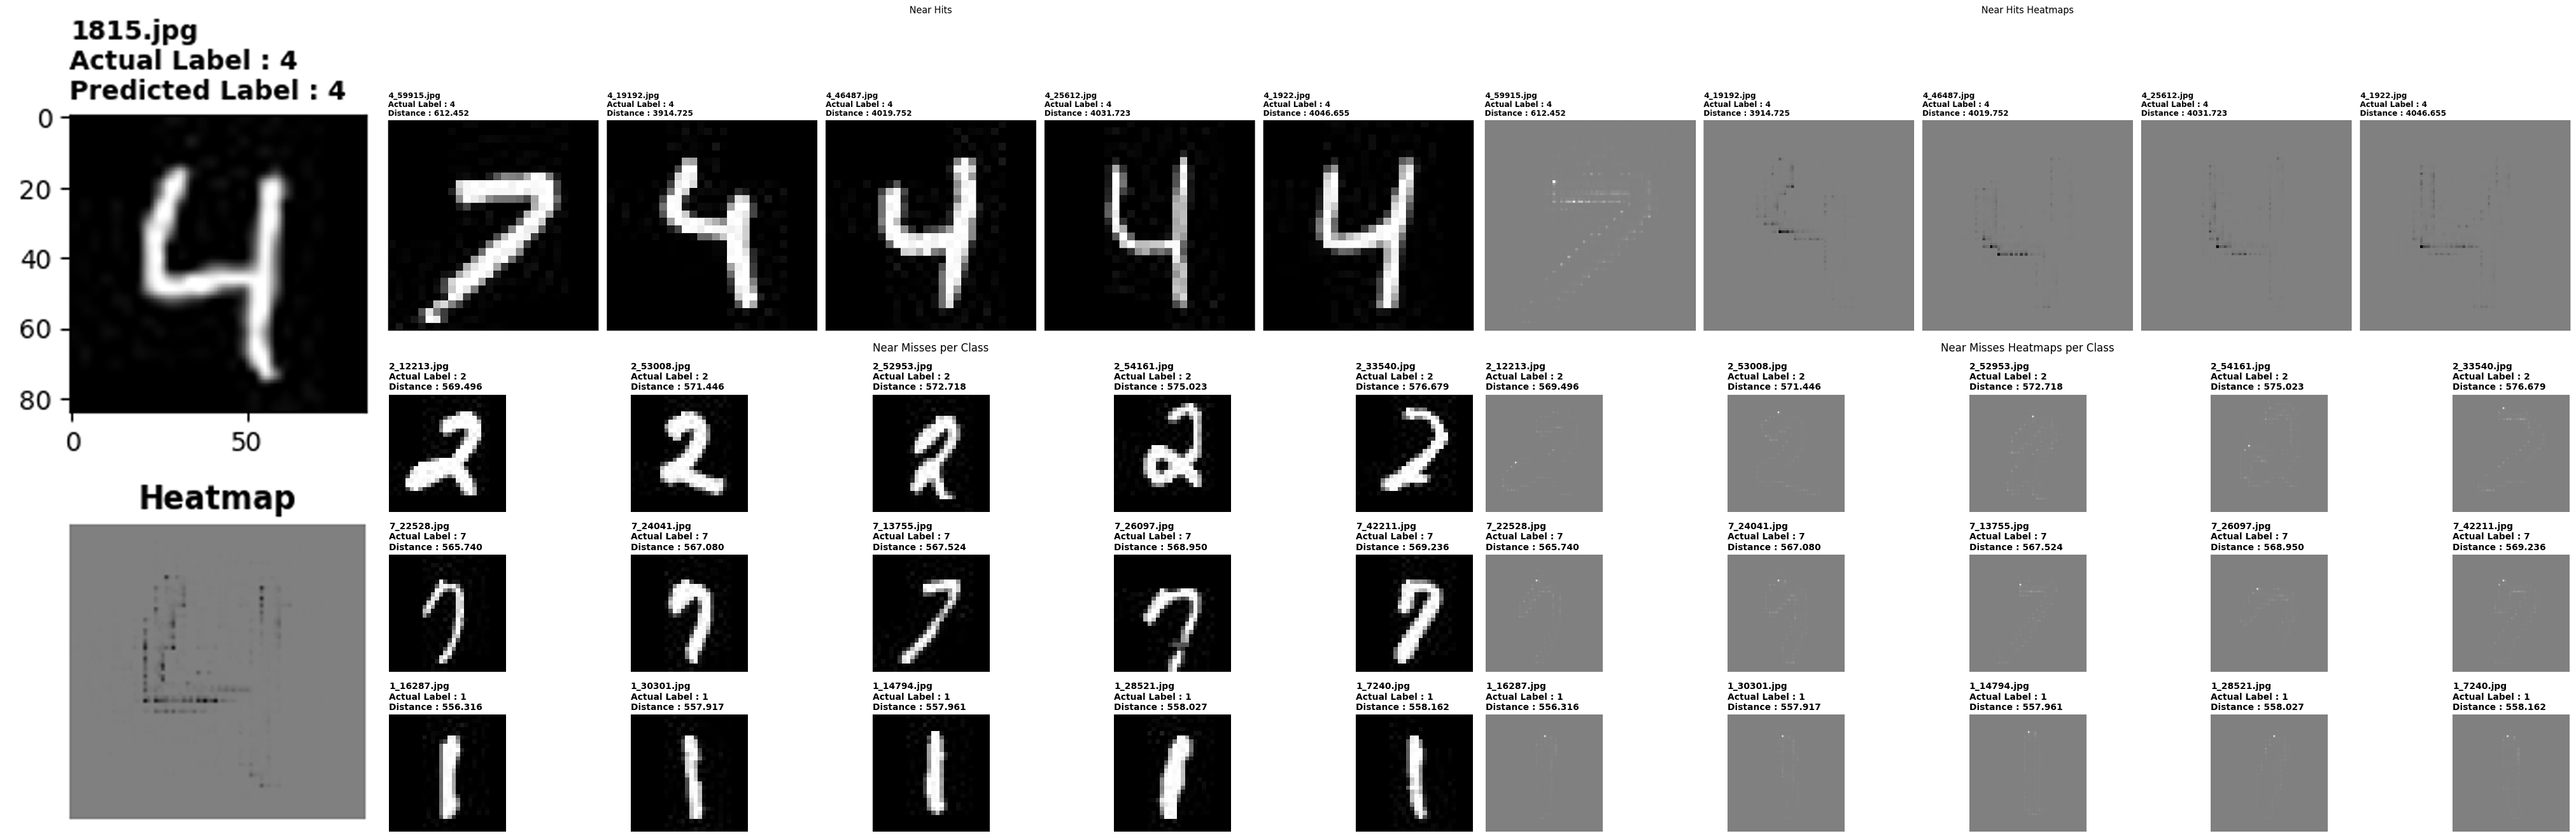 1815.jpg
Actual Label : 4
Predicted Label : 4
0
20
40
60
80
0
50
Heatmap
Near Hits
4_59915.jpg
Actual Label : 4
Distance : 612.452
4_19192.jpg
Actual Label : 4
Distance : 3914.725
4_46487.jpg
Actual Label : 4
Distance : 4019.752
4_25612.jpg
Actual Label : 4
Distance : 4031.723
4_1922.jpg
Actual Label : 4
Distance : 4046.655
Near Hits Heatmaps
4_59915.jpg
Actual Label : 4
Distance : 612.452
4_19192.jpg
Actual Label : 4
Distance : 3914.725
4_46487.jpg
Actual Label : 4
Distance : 4019.752
4_25612.jpg
Actual Label : 4
Distance : 4031.723
4_1922.jpg
Actual Label : 4
Distance : 4046.655
Near Misses per Class
2_12213.jpg
Actual Label : 2
Distance : 569.496
2_53008.jpg
Actual Label : 2
Distance : 571.446
2_52953.jpg
Actual Label : 2
Distance : 572.718
2_54161.jpg
Actual Label : 2
Distance : 575.023
2_33540.jpg
Actual Label : 2
Distance : 576.679
7_22528.jpg
Actual Label : 7
Distance : 565.740
7_24041.jpg
Actual Label : 7
Distance : 567.080
7_13755.jpg
Actual Label : 7
Distance : 567.524
7_26097.jpg
Actual Label : 7
Distance : 568.950
7_42211.jpg
Actual Label : 7
Distance : 569.236
1_16287.jpg
Actual Label : 1
Distance : 556.316
1_30301.jpg
Actual Label : 1
Distance : 557.917
1_14794.jpg
Actual Label : 1
Distance : 557.961
1_28521.jpg
Actual Label : 1
Distance : 558.027
1_7240.jpg
Actual Label : 1
Distance : 558.162
Near Misses Heatmaps per Class
2_12213.jpg
Actual Label : 2
Distance : 569.496
2_53008.jpg
Actual Label : 2
Distance : 571.446
2_52953.jpg
Actual Label : 2
Distance : 572.718
2_54161.jpg
Actual Label : 2
Distance : 575.023
2_33540.jpg
Actual Label : 2
Distance : 576.679
7_22528.jpg
Actual Label : 7
Distance : 565.740
7_24041.jpg
Actual Label : 7
Distance : 567.080
7_13755.jpg
Actual Label : 7
Distance : 567.524
7_26097.jpg
Actual Label : 7
Distance : 568.950
7_42211.jpg
Actual Label : 7
Distance : 569.236
1_16287.jpg
Actual Label : 1
Distance : 556.316
1_30301.jpg
Actual Label : 1
Distance : 557.917
1_14794.jpg
Actual Label : 1
Distance : 557.961
1_28521.jpg
Actual Label : 1
Distance : 558.027
1_7240.jpg
Actual Label : 1
Distance : 558.162